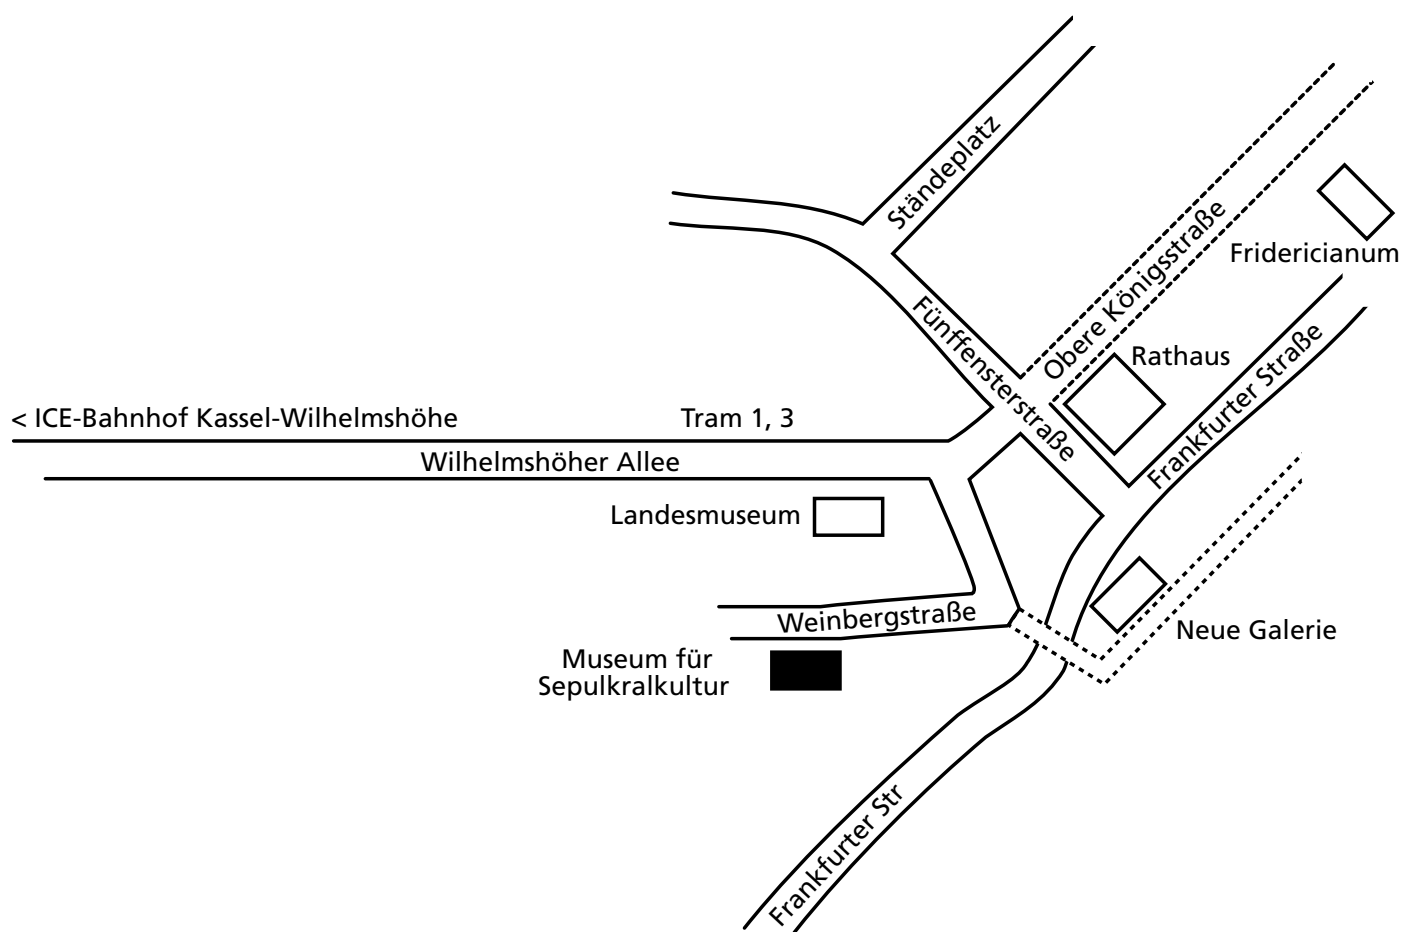 Ständeplatz
Obere Königsstraße
Fridericianum
Fünffensterstraße
Rathaus
Frankfurter Straße
< ICE-Bahnhof Kassel-Wilhelmshöhe
Tram 1, 3
Wilhelmshöher Allee
Landesmuseum
Weinbergstraße
Neue Galerie
Museum für
Sepulkralkultur
Frankfurter Str